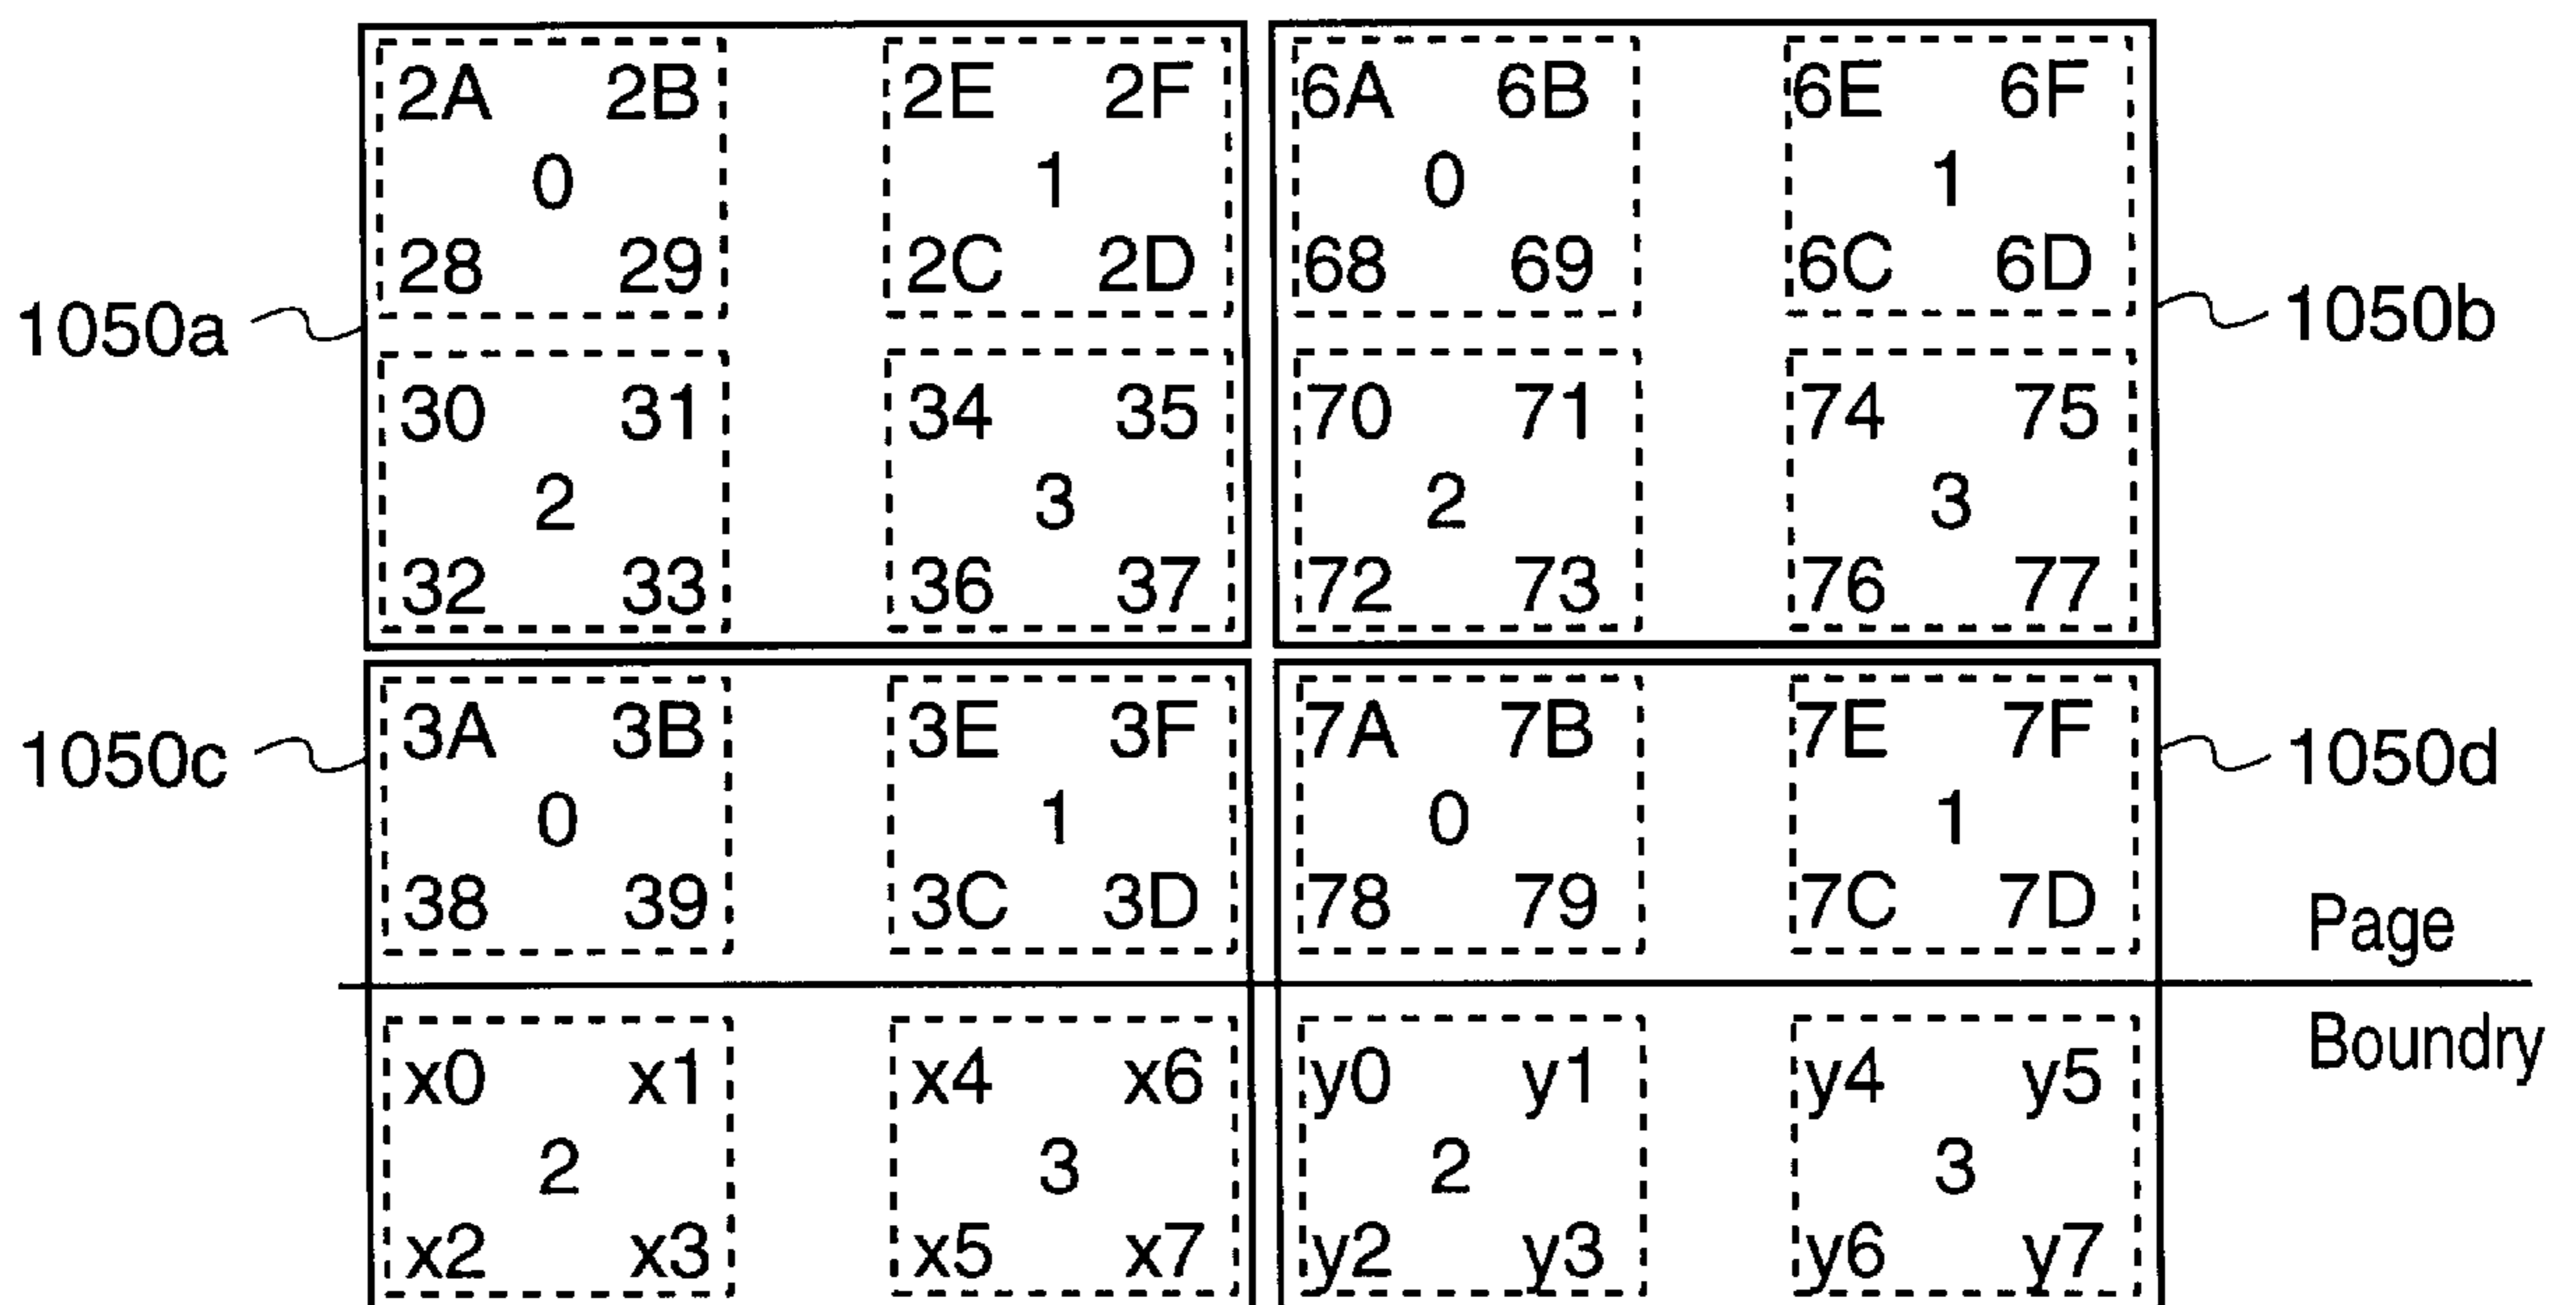 2A 2B 2E 2F 6A 6B 6E 6F
0 1 0 1
28 29 2C 2D 68 69 6C 6D
1050a 1050b
30 31 34 35 70 71 74 75
2 3 2 3
32 33 36 37 72 73 76 77
3A 3B 3E 3F 7A 7B 7E 7F
1050c 1050d
0 1 0 1
38 39 3C 3D 78 79 7C 7D
Page
Boundry
x0 x1 x4 x6 y0 y1 y4 y5
2 3 2 3
x2 x3 x5 x7 y2 y3 y6 y7